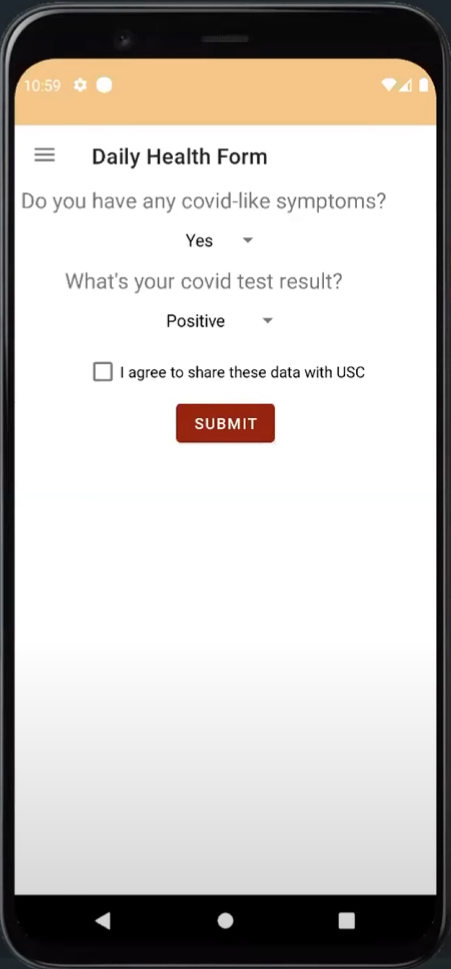 10:59
Daily Health Form
Do you have any covid-like symptoms?
Yes
What's your covid test result?
Positive
I agree to share these data with USC
SUBMIT